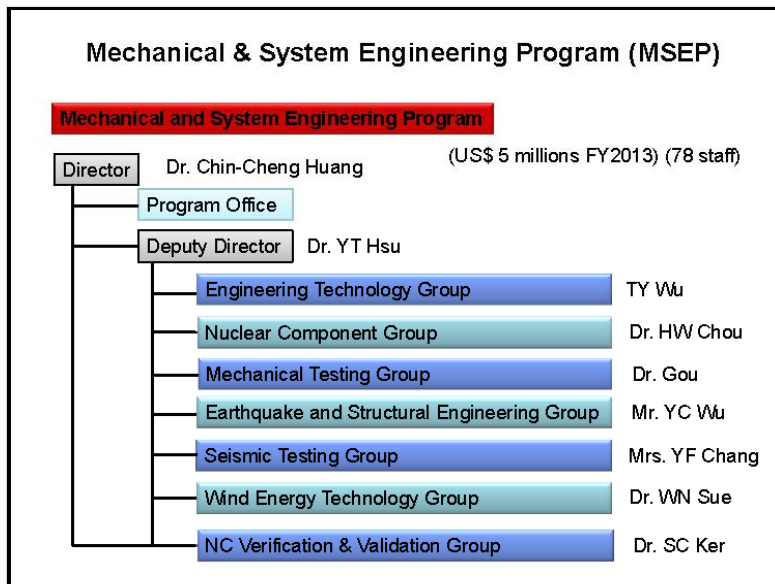 Mechanical & System Engineering Program (MSEP)
Mechanical and System Engineering Program
(US$ 5 millions FY2013) (78 staff)
Director Dr. Chin-Cheng Huang
Program Office
Deputy Director Dr. YT Hsu
Engineering Technology Group TY Wu
Nuclear Component Group Dr. HW Chou
Mechanical Testing Group Dr. Gou
Earthquake and Structural Engineering Group Mr. YC Wu
Seismic Testing Group Mrs. YF Chang
Wind Energy Technology Group Dr. WN Sue
NC Verification & Validation Group Dr. SC Ker